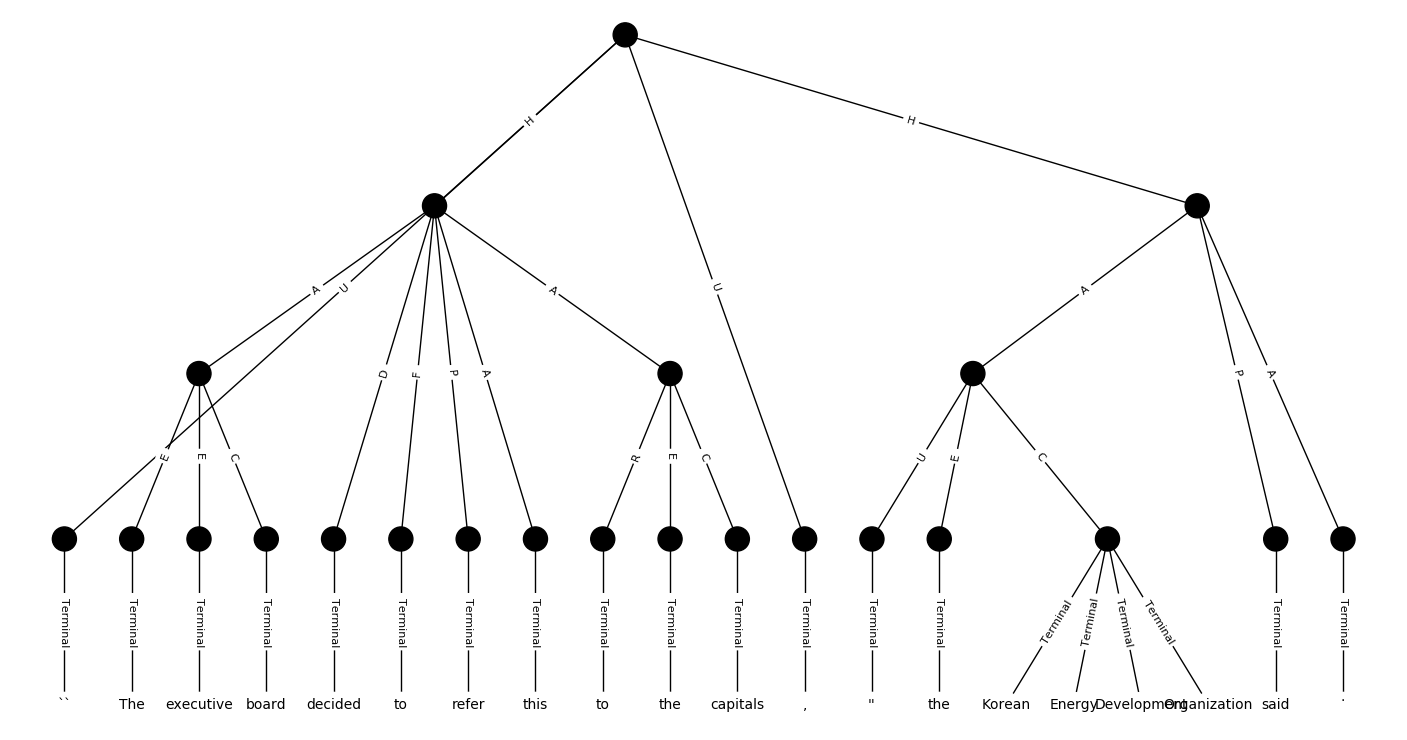 H
H
A
U
D
F
P
A
A
U
A
P
A
E
E
C
R
E
C
U
E
C
Terminal Terminal Terminal Terminal Terminal Terminal Terminal Terminal Terminal Terminal Terminal Terminal Terminal Terminal Terminal Terminal Terminal Terminal Terminal Terminal
`` The executive board decided to refer this to the capitals , " the Korean Energy Development Organization said .